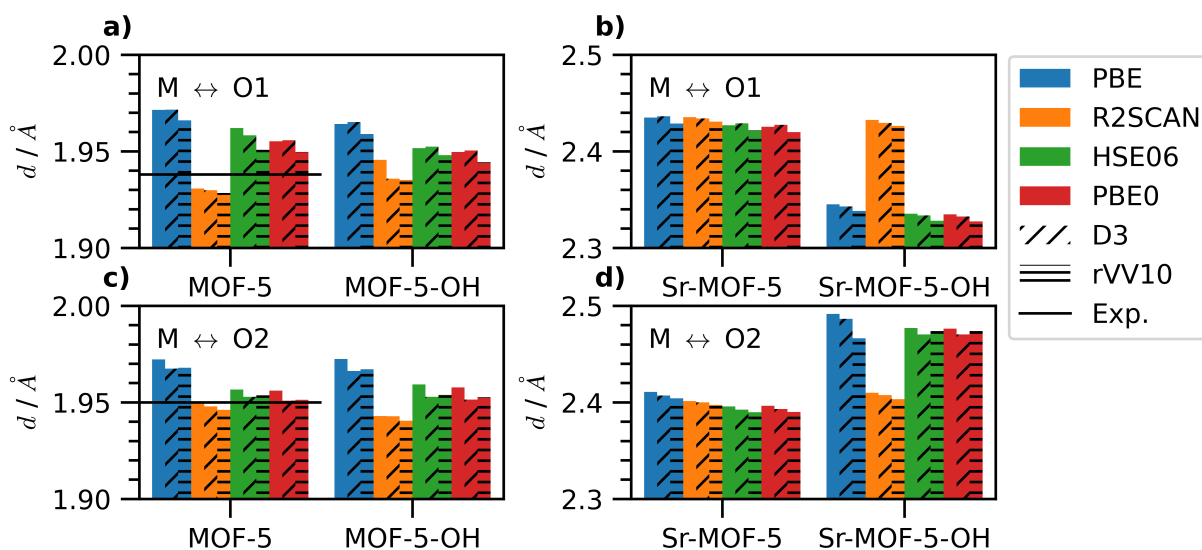 a)
2.00
1.95
1.90
d / Å
M ↔ O1
MOF-5
MOF-5-OH
b)
2.5
2.4
2.3
d / Å
M ↔ O1
Sr-MOF-5
Sr-MOF-5-OH
PBE
R2SCAN
HSE06
PBE0
D3
rVV10
Exp.
c)
2.00
1.95
1.90
d / Å
M ↔ O2
MOF-5
MOF-5-OH
d)
2.5
2.4
2.3
d / Å
M ↔ O2
Sr-MOF-5
Sr-MOF-5-OH